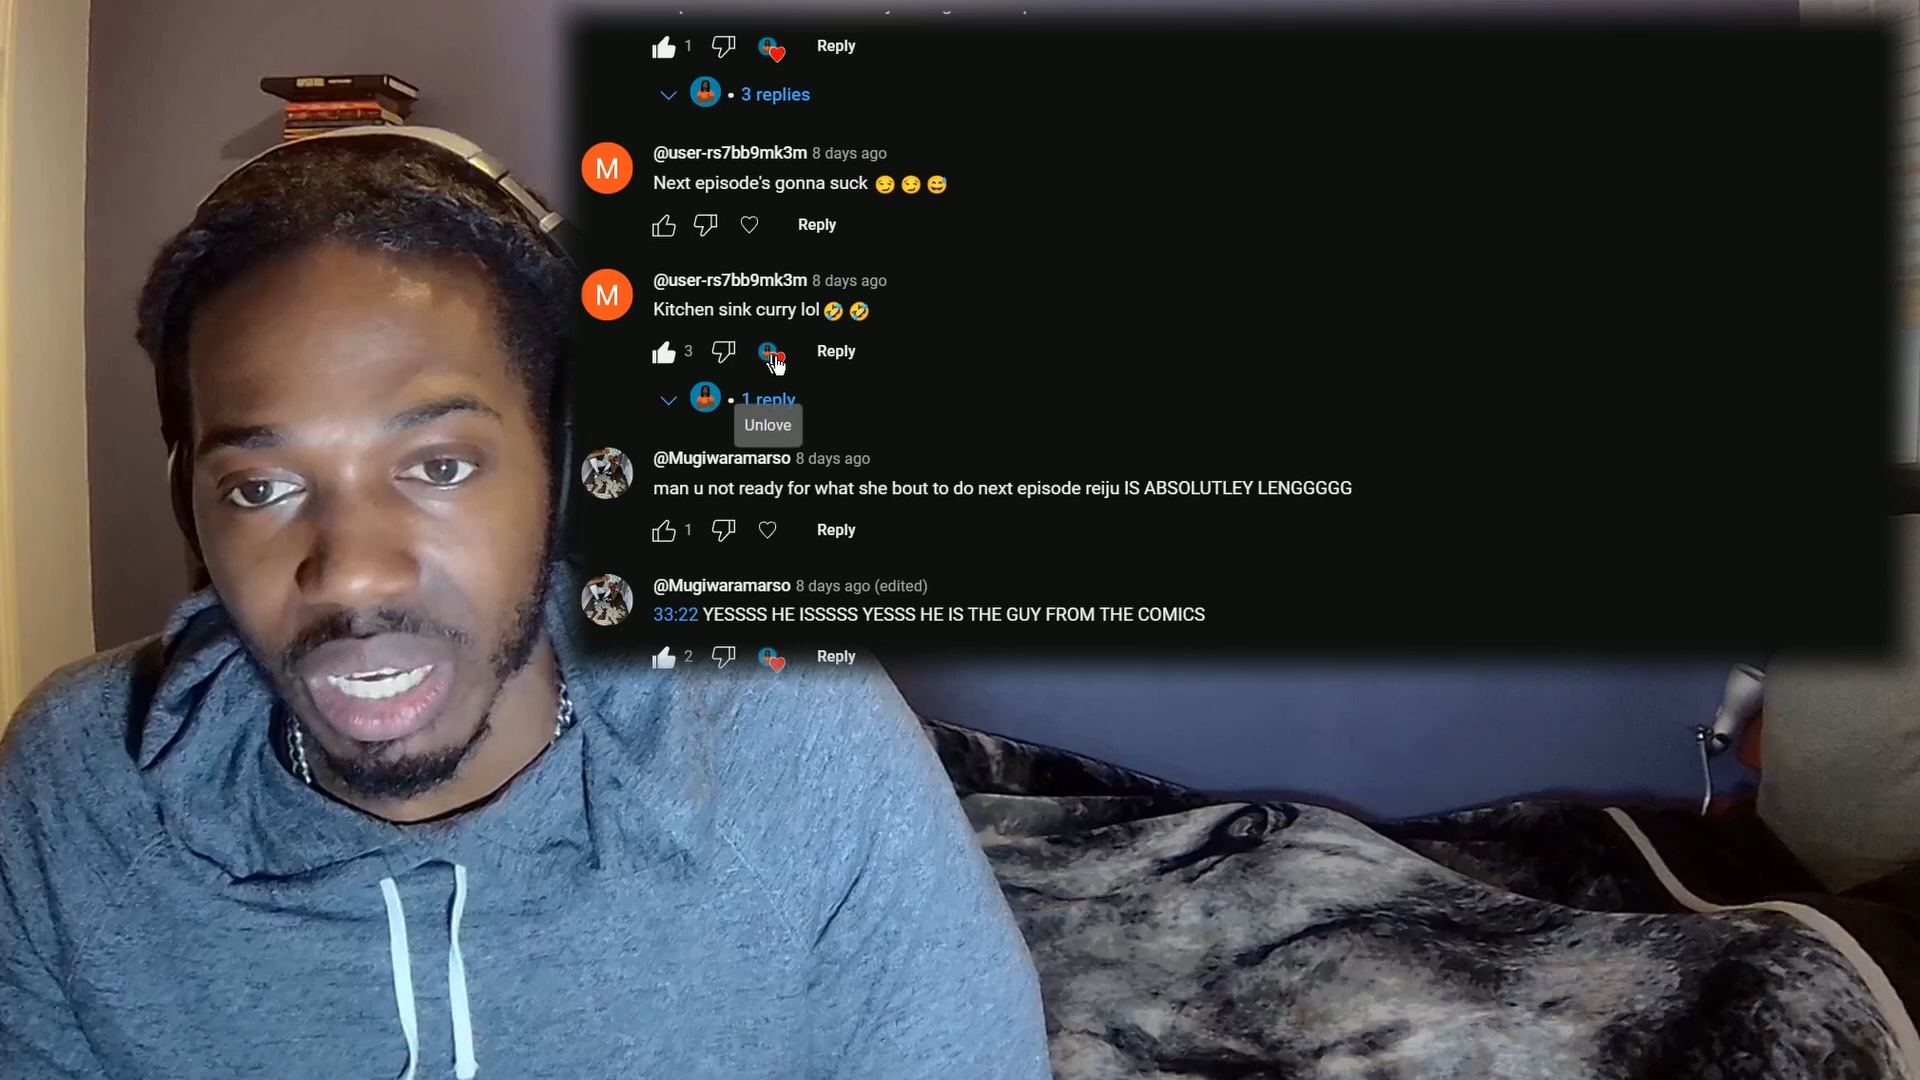 1 Reply
3 replies
M
@user-rs7bb9mk3m 8 days ago
Next episode's gonna suck 😏 😏 😅
Reply
M
@user-rs7bb9mk3m 8 days ago
Kitchen sink curry lol 🤣 🤣
3 Reply
1 reply
Unlove
@Mugiwaramarso 8 days ago
man u not ready for what she bout to do next episode reiju IS ABSOLUTLEY LENGGGGG
1 Reply
@Mugiwaramarso 8 days ago (edited)
33:22 YESSSS HE ISSSSS YESSS HE IS THE GUY FROM THE COMICS
2 Reply